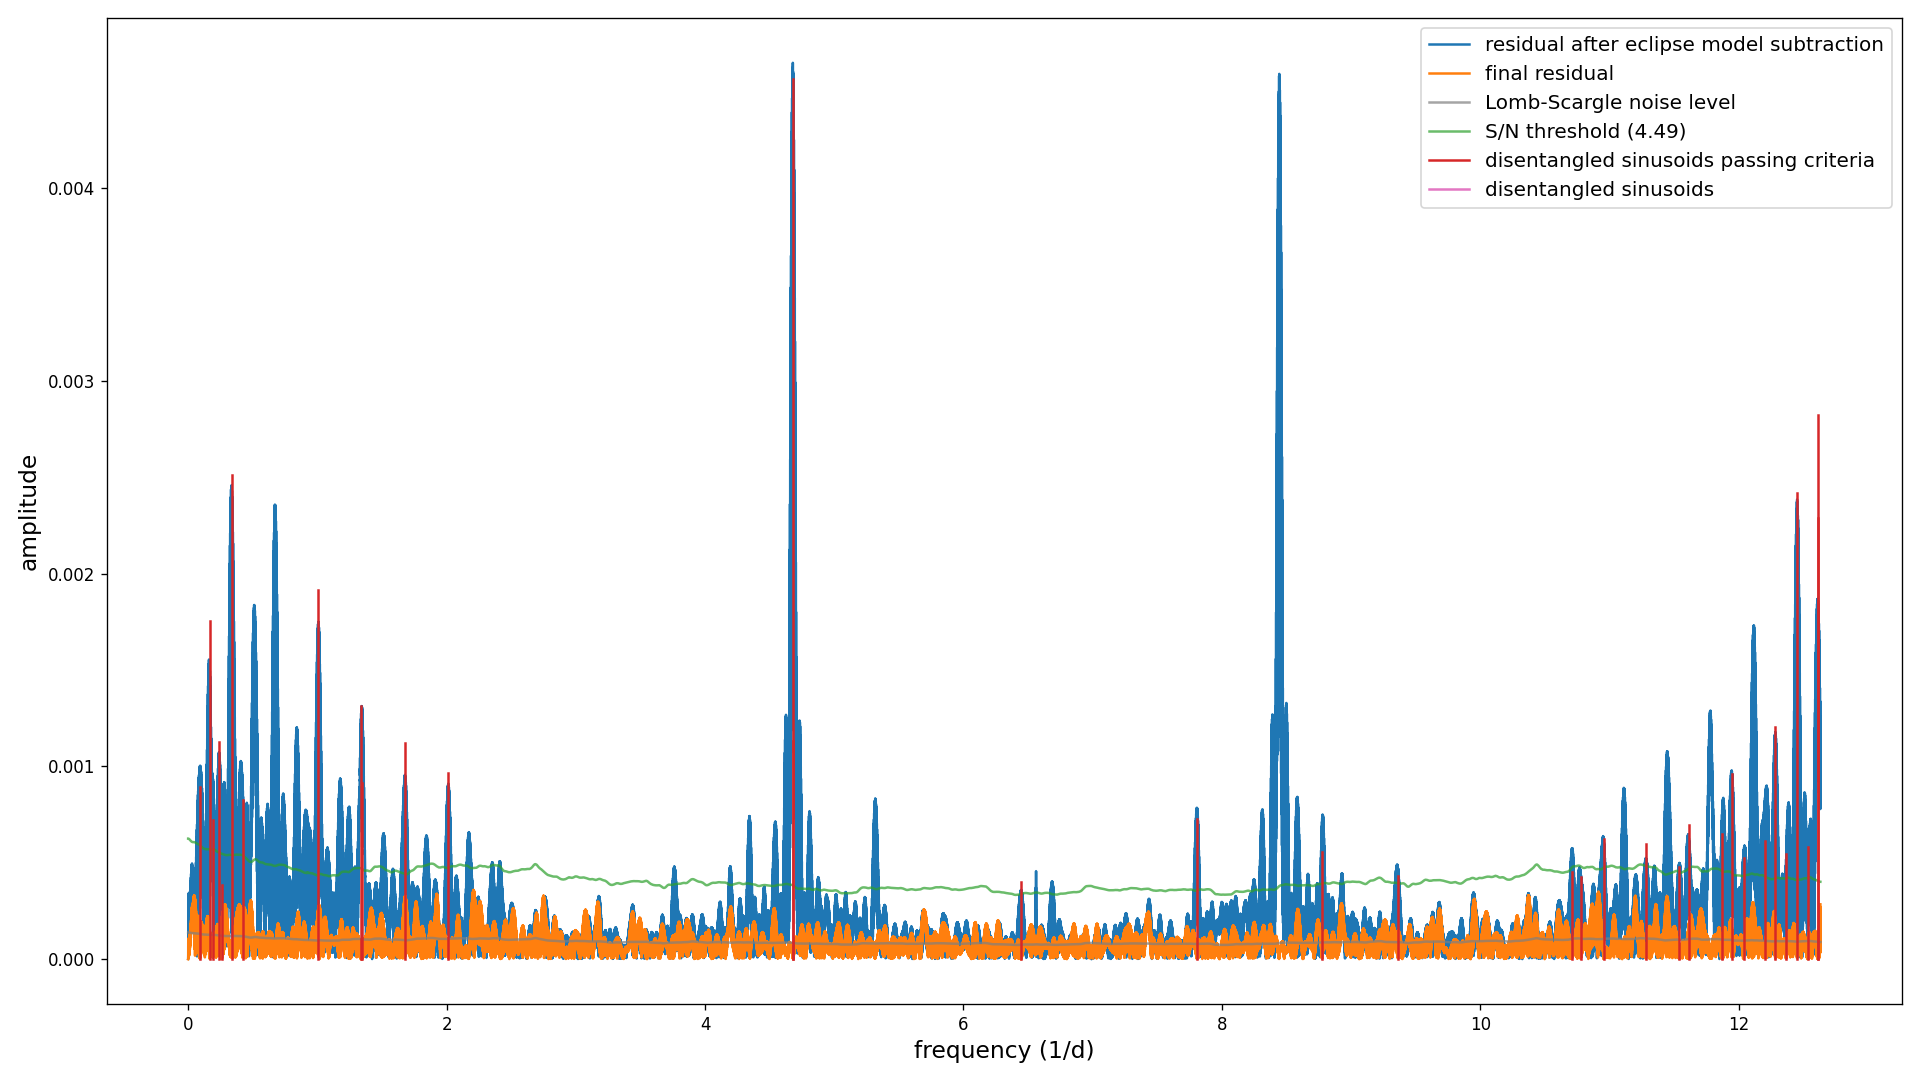 residual after eclipse model subtraction
final residual
Lomb-Scargle noise level
S/N threshold (4.49)
disentangled sinusoids passing criteria
disentangled sinusoids
amplitude
0.004
0.003
0.002
0.001
0.000
0 2 4 6 8 10 12
frequency (1/d)